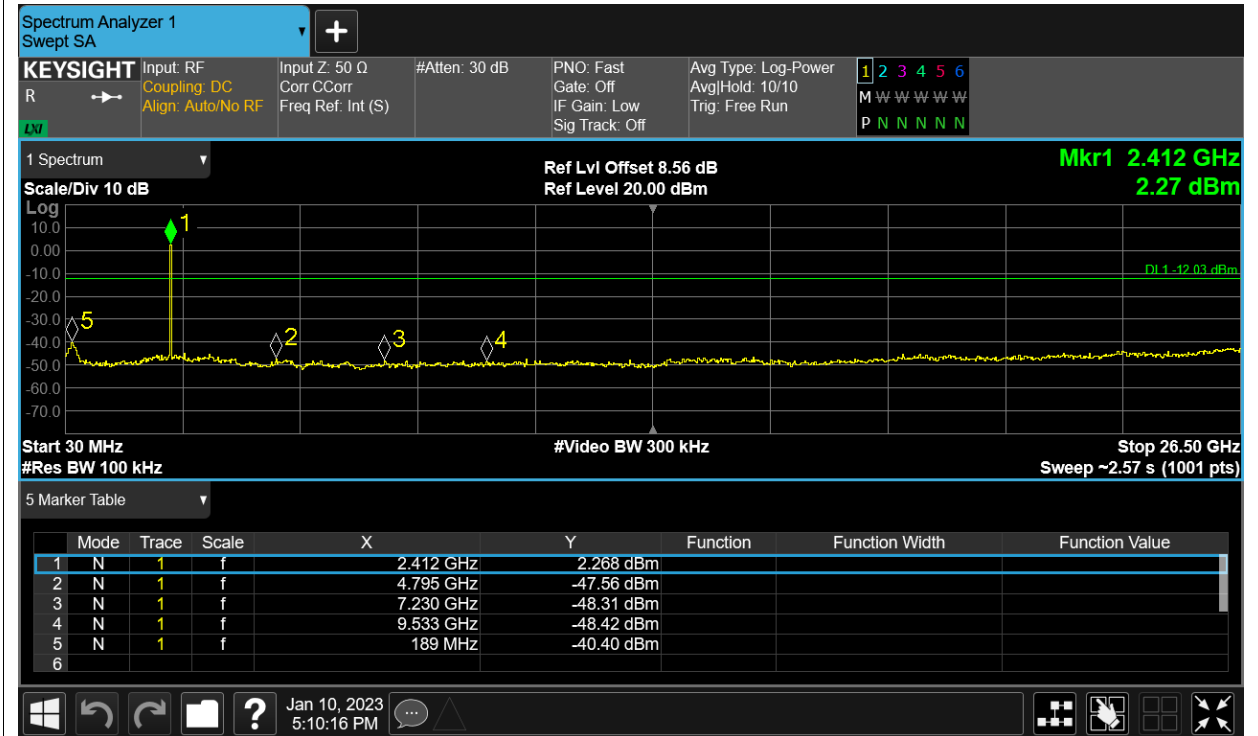 Spectrum Analyzer 1
Swept SA
+
KEYSIGHT
R
LXI
Input: RF
Coupling: DC
Align: Auto/No RF
Input Z: 50 Ω
Corr CCorr
Freq Ref: Int (S)
#Atten: 30 dB
PNO: Fast
Gate: Off
IF Gain: Low
Sig Track: Off
Avg Type: Log-Power
Avg|Hold: 10/10
Trig: Free Run
1 2 3 4 5 6
M W W W W W
P N N N N N
1 Spectrum
Scale/Div 10 dB
Ref Lvl Offset 8.56 dB
Ref Level 20.00 dBm
Mkr1 2.412 GHz
2.27 dBm
Log
10.0
0.00
-10.0
-20.0
-30.0
-40.0
-50.0
-60.0
-70.0
1
DL1 -12.03 dBm
5
2
3
4
Start 30 MHz
#Video BW 300 kHz
Stop 26.50 GHz
#Res BW 100 kHz
Sweep ~2.57 s (1001 pts)
5 Marker Table
Mode Trace Scale X Y Function Function Width Function Value
1 N 1 f 2.412 GHz 2.268 dBm
2 N 1 f 4.795 GHz -47.56 dBm
3 N 1 f 7.230 GHz -48.31 dBm
4 N 1 f 9.533 GHz -48.42 dBm
5 N 1 f 189 MHz -40.40 dBm
6
?
Jan 10, 2023
5:10:16 PM